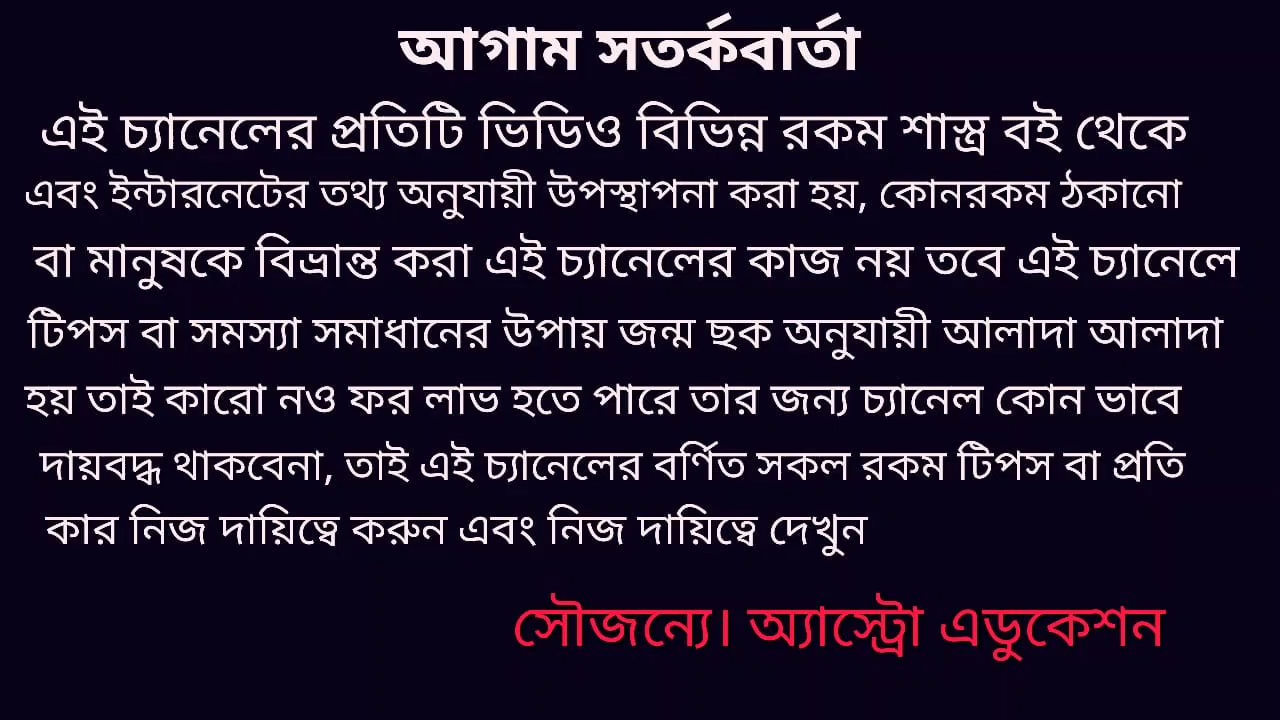 আগাম সতর্কবার্তা
এই চ্যানেলের প্রতিটি ভিডিও বিভিন্ন রকম শাস্ত্র বই থেকে
এবং ইন্টারনেটের তথ্য অনুযায়ী উপস্থাপনা করা হয়, কোনরকম ঠকানো
বা মানুষকে বিভ্রান্ত করা এই চ্যানেলের কাজ নয় তবে এই চ্যানেলে
টিপস বা সমস্যা সমাধানের উপায় জন্ম ছক অনুযায়ী আলাদা আলাদা
হয় তাই কারো নও ফর লাভ হতে পারে তার জন্য চ্যানেল কোন ভাবে
দায়বদ্ধ থাকবেনা, তাই এই চ্যানেলের বর্ণিত সকল রকম টিপস বা প্রতি
কার নিজ দায়িত্বে করুন এবং নিজ দায়িত্বে দেখুন
সৌজন্যে। অ্যাস্ট্রো এডুকেশন